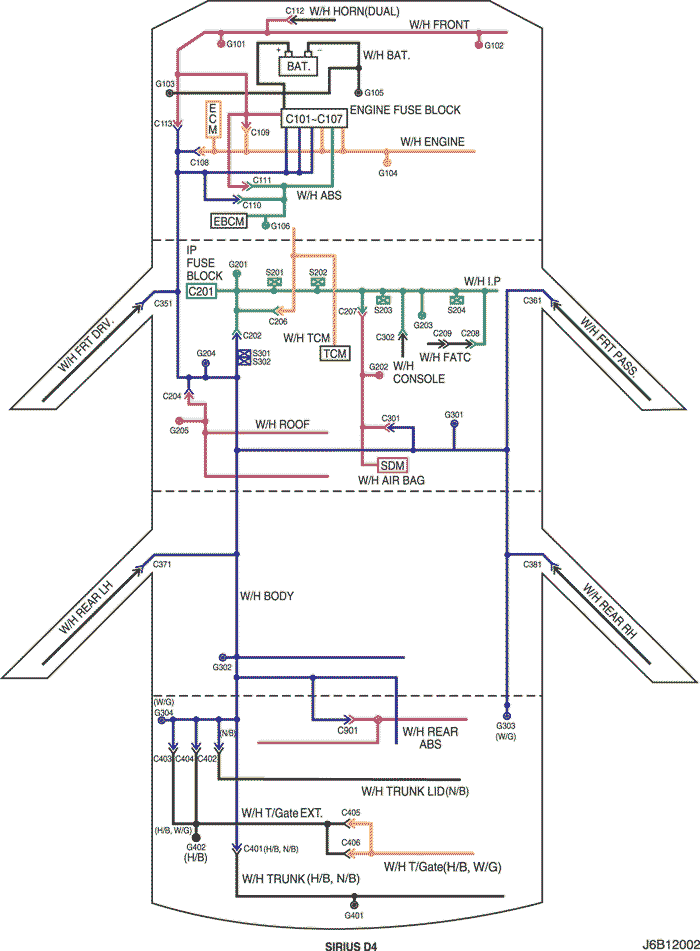 C112
W/H HORN(DUAL)
W/H FRONT
G101
G102
+
−
W/H BAT.
BAT.
G103
G105
ECM
ENGINE FUSE BLOCK
C101~C107
C113
C109
W/H ENGINE
C108
G104
C111
W/H ABS
C110
EBCM
G106
IP
FUSE
BLOCK
G201
S201
S202
W/H I.P
C201
C351
C361
C206
C207
S203
G203
S204
W/H FRT DRV.
W/H FRT PASS.
C202
W/H TCM
C302
C209
C208
G204
S301
S302
TCM
W/H FATC
W/H
CONSOLE
G202
C204
G205
W/H ROOF
C301
G301
SDM
W/H AIR BAG
C371
C381
W/H REAR LH
W/H BODY
W/H REAR RH
G302
(W/G)
G304
(N/B)
C901
W/H REAR
ABS
G303
(W/G)
C403
C404
C402
W/H TRUNK LID(N/B)
W/H T/Gate EXT.
C405
(H/B, W/G)
G402
(H/B)
C401(H/B, N/B)
C406
W/H T/Gate(H/B, W/G)
W/H TRUNK (H/B, N/B)
G401
SIRIUS D4
J6B12002